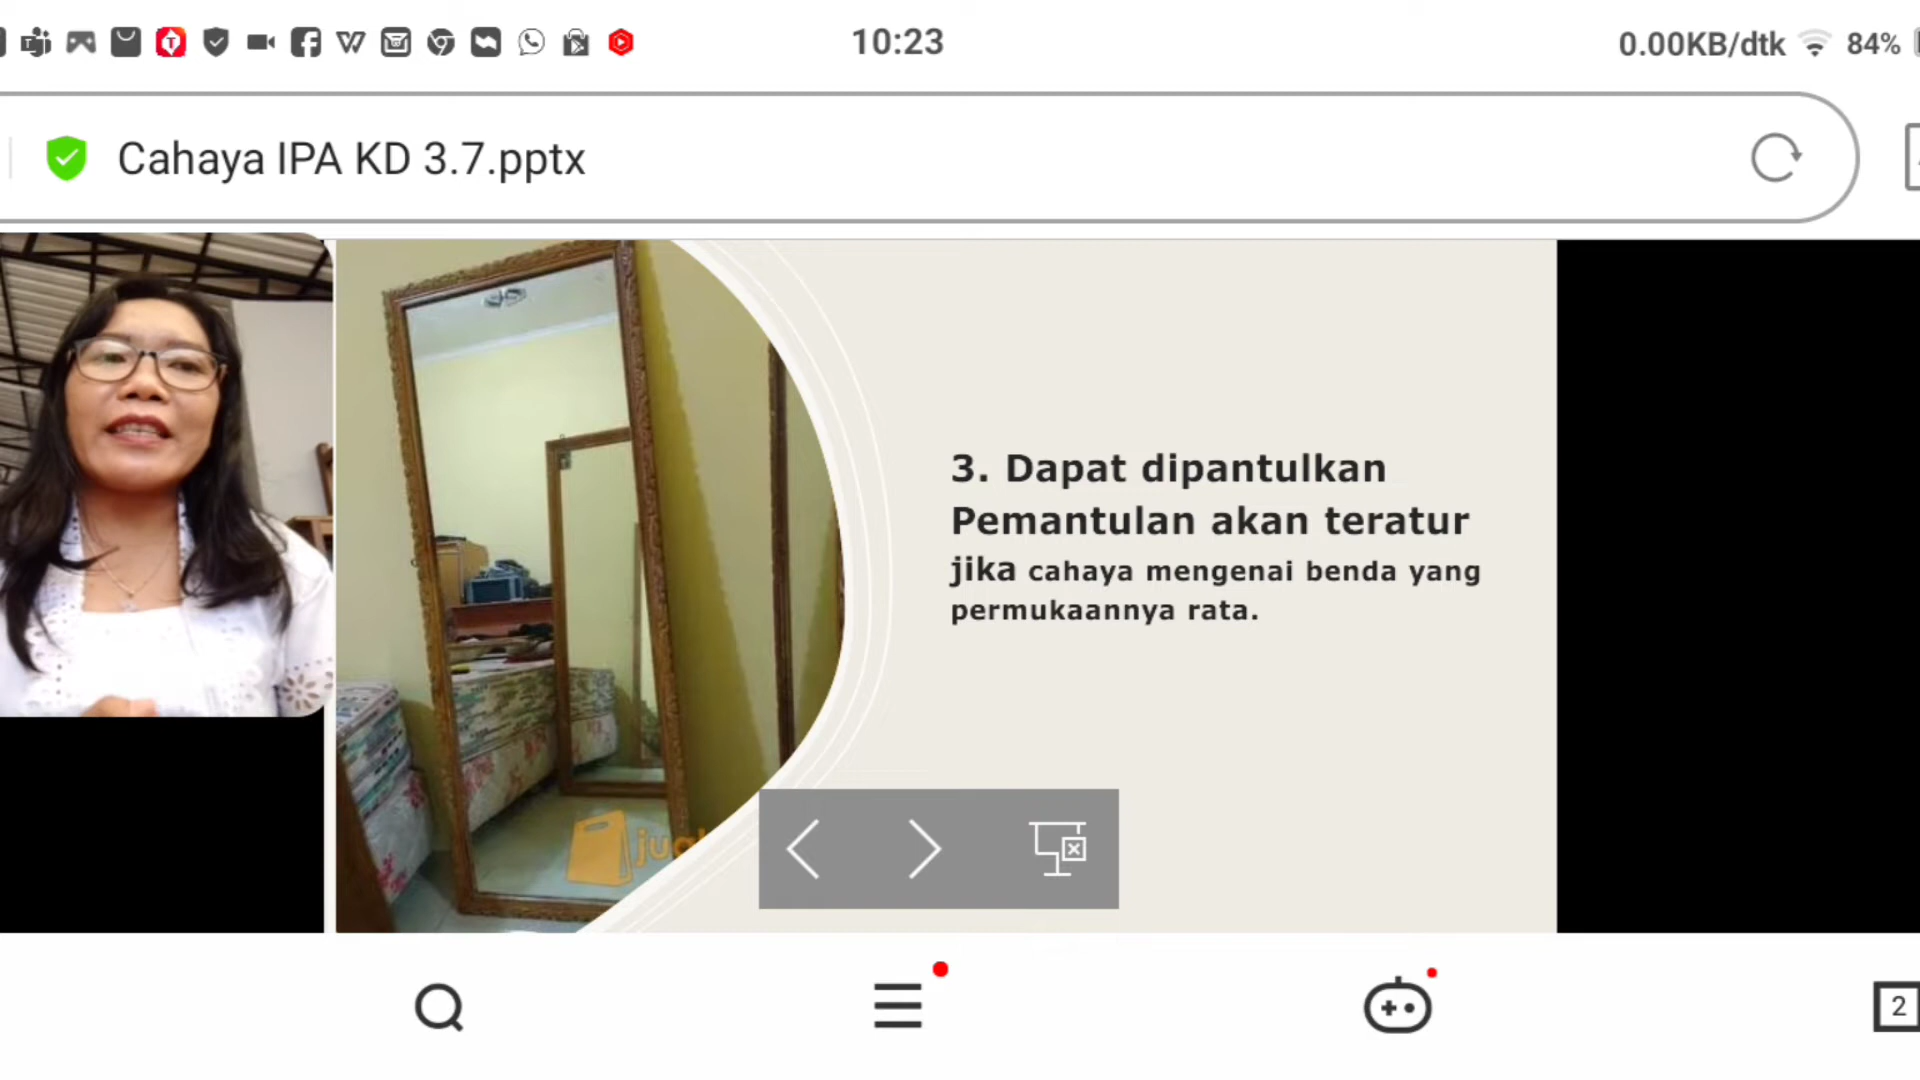 10:23
0.00KB/dtk
84%
Cahaya IPA KD 3.7.pptx
3. Dapat dipantulkan
Pemantulan akan teratur
jika cahaya mengenai benda yang
permukaannya rata.
2